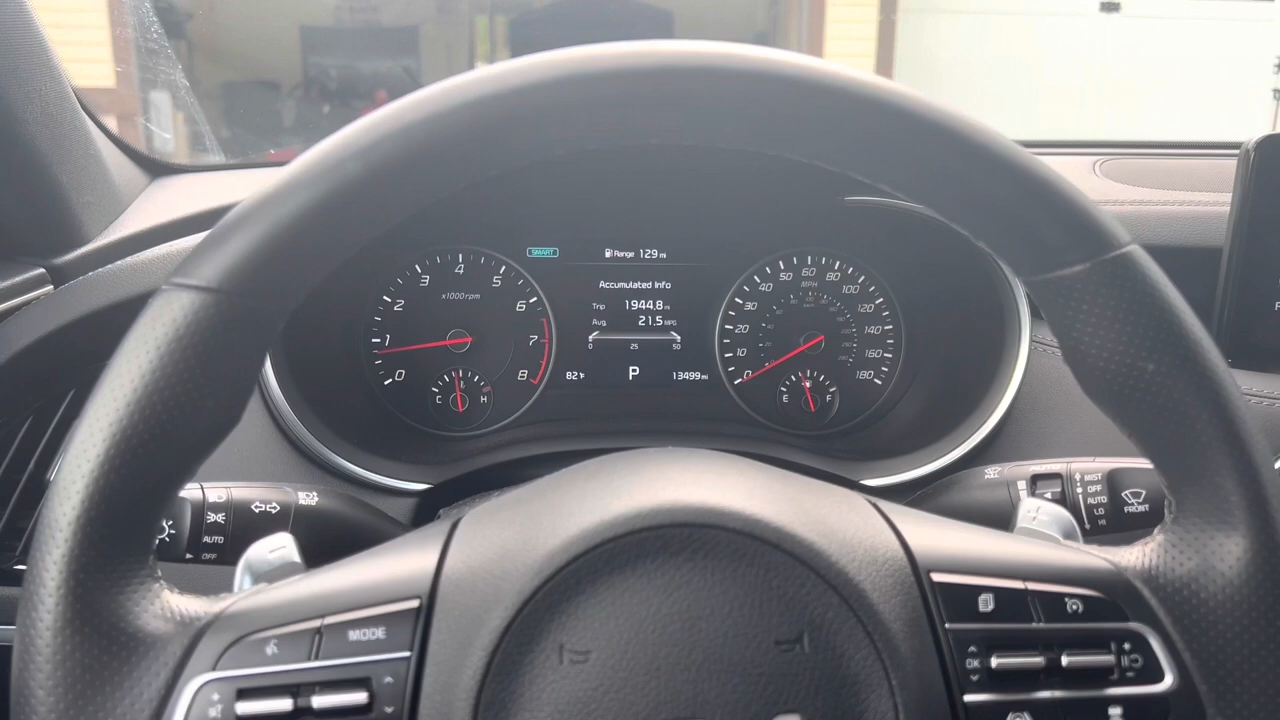 SMART
Range 129 mi
Accumulated Info
Trip 1944.8 mi
Avg. 21.5 MPG
0 25 50
82°F P 13499 mi
0 1 2 3 4 5 6 7 8
x1000rpm
C H
0 10 20 30 40 50 60 80 100 120 140 160 180
MPH
E F
AUTO
OFF
AUTO
−
AUTO
MIST
OFF
AUTO
LO
HI
FRONT
+
MODE
OK